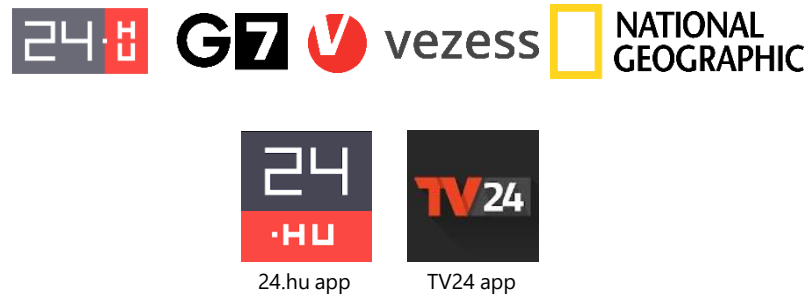 24.HU G7 vezess NATIONAL
GEOGRAPHIC
24 TV24
.HU
24.hu app TV24 app